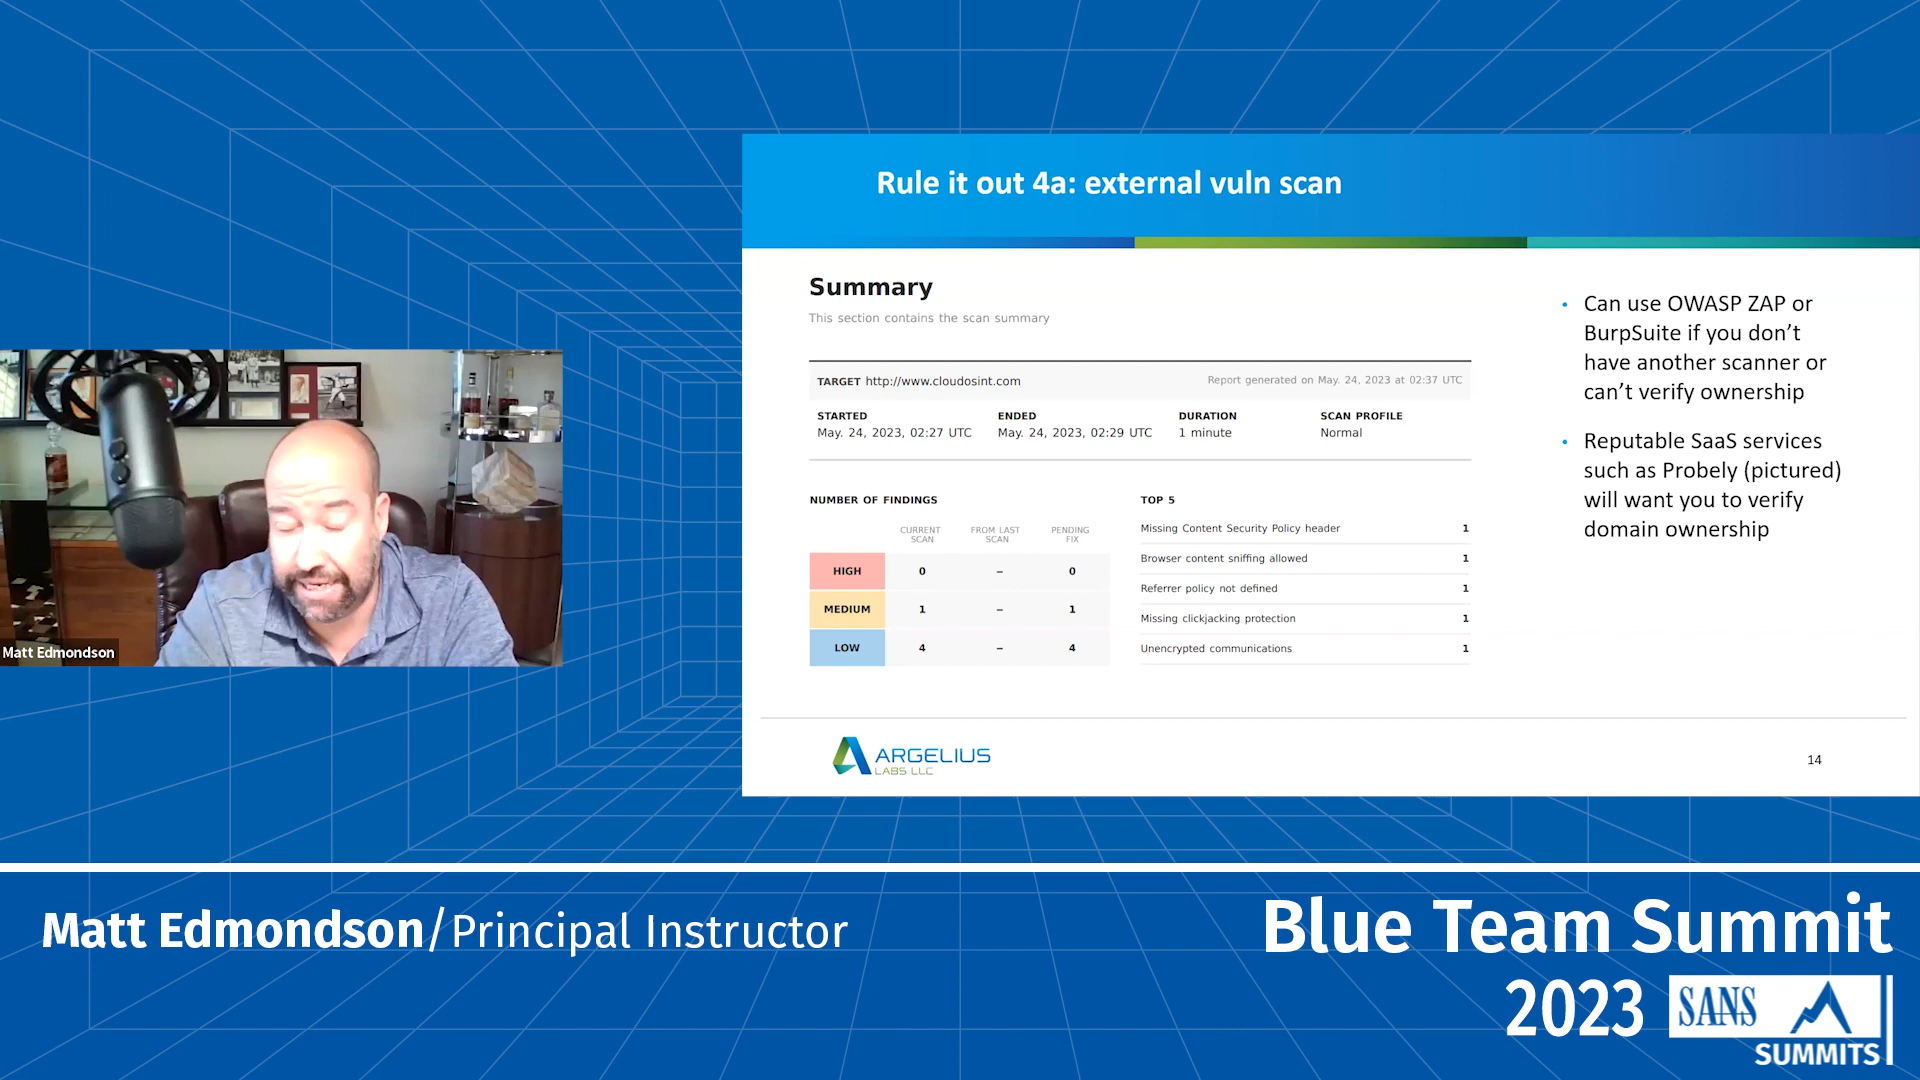 Rule it out 4a: external vuln scan
Summary
This section contains the scan summary
TARGET http://www.cloudosint.com
Report generated on May. 24, 2023 at 02:37 UTC
STARTED ENDED DURATION SCAN PROFILE
May. 24, 2023, 02:27 UTC May. 24, 2023, 02:29 UTC 1 minute Normal
NUMBER OF FINDINGS
CURRENT SCAN FROM LAST SCAN PENDING FIX
HIGH 0 – 0
MEDIUM 1 – 1
LOW 4 – 4
TOP 5
Missing Content Security Policy header 1
Browser content sniffing allowed 1
Referrer policy not defined 1
Missing clickjacking protection 1
Unencrypted communications 1
• Can use OWASP ZAP or
BurpSuite if you don’t
have another scanner or
can’t verify ownership
• Reputable SaaS services
such as Probely (pictured)
will want you to verify
domain ownership
ARGELIUS
LABS LLC
14
Matt Edmondson
Matt Edmondson/Principal Instructor
Blue Team Summit
2023
SANS
SUMMITS